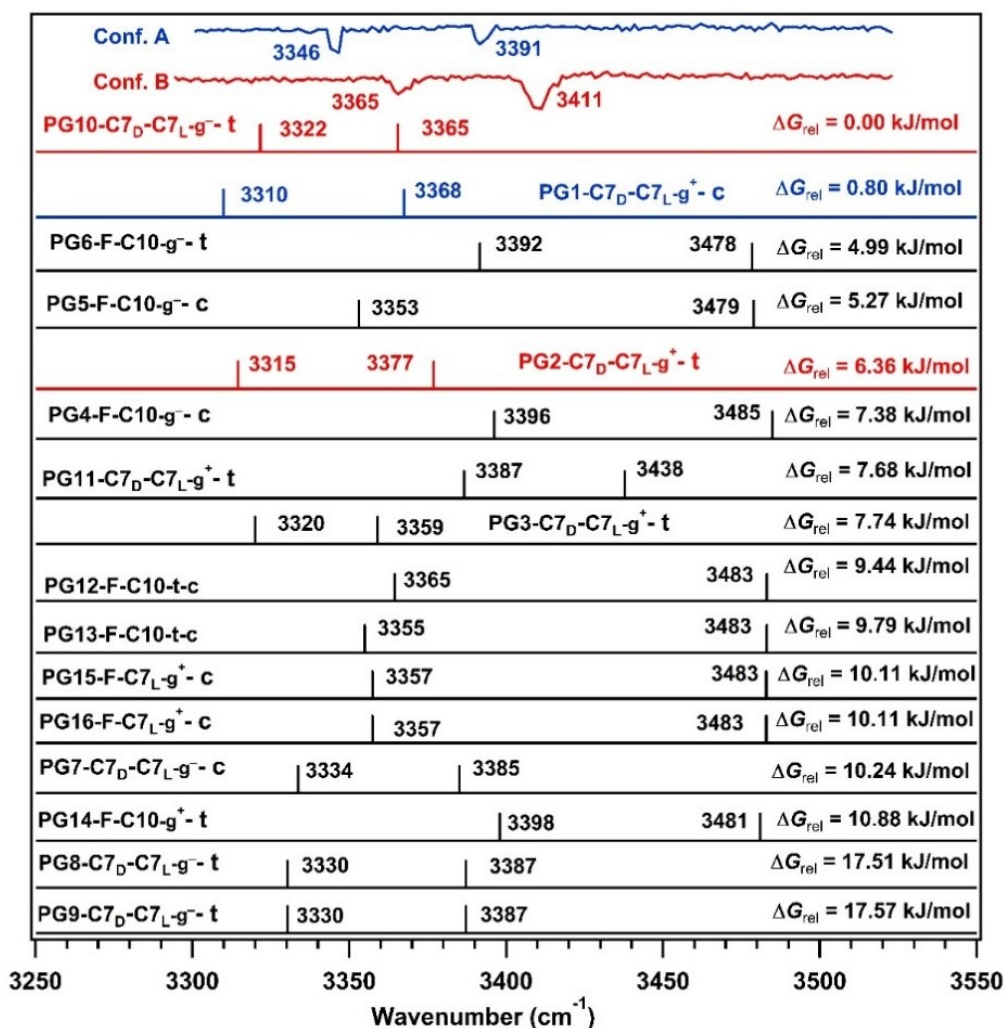 Conf. A
3346 3391
Conf. B
3365 3411
PG10-C7D-C7L-g⁻- t 3322 3365 ΔGrel = 0.00 kJ/mol
3310 3368 PG1-C7D-C7L-g⁺- c ΔGrel = 0.80 kJ/mol
PG6-F-C10-g⁻- t 3392 3478 ΔGrel = 4.99 kJ/mol
PG5-F-C10-g⁻- c 3353 3479 ΔGrel = 5.27 kJ/mol
3315 3377 PG2-C7D-C7L-g⁺- t ΔGrel = 6.36 kJ/mol
PG4-F-C10-g⁻- c 3396 3485 ΔGrel = 7.38 kJ/mol
PG11-C7D-C7L-g⁺- t 3387 3438 ΔGrel = 7.68 kJ/mol
3320 3359 PG3-C7D-C7L-g⁺- t ΔGrel = 7.74 kJ/mol
PG12-F-C10-t-c 3365 3483 ΔGrel = 9.44 kJ/mol
PG13-F-C10-t-c 3355 3483 ΔGrel = 9.79 kJ/mol
PG15-F-C7L-g⁺- c 3357 3483 ΔGrel = 10.11 kJ/mol
PG16-F-C7L-g⁺- c 3357 3483 ΔGrel = 10.11 kJ/mol
PG7-C7D-C7L-g⁻- c 3334 3385 ΔGrel = 10.24 kJ/mol
PG14-F-C10-g⁺- t 3398 3481 ΔGrel = 10.88 kJ/mol
PG8-C7D-C7L-g⁻- t 3330 3387 ΔGrel = 17.51 kJ/mol
PG9-C7D-C7L-g⁻- t 3330 3387 ΔGrel = 17.57 kJ/mol
3250 3300 3350 3400 3450 3500 3550
Wavenumber (cm⁻¹)